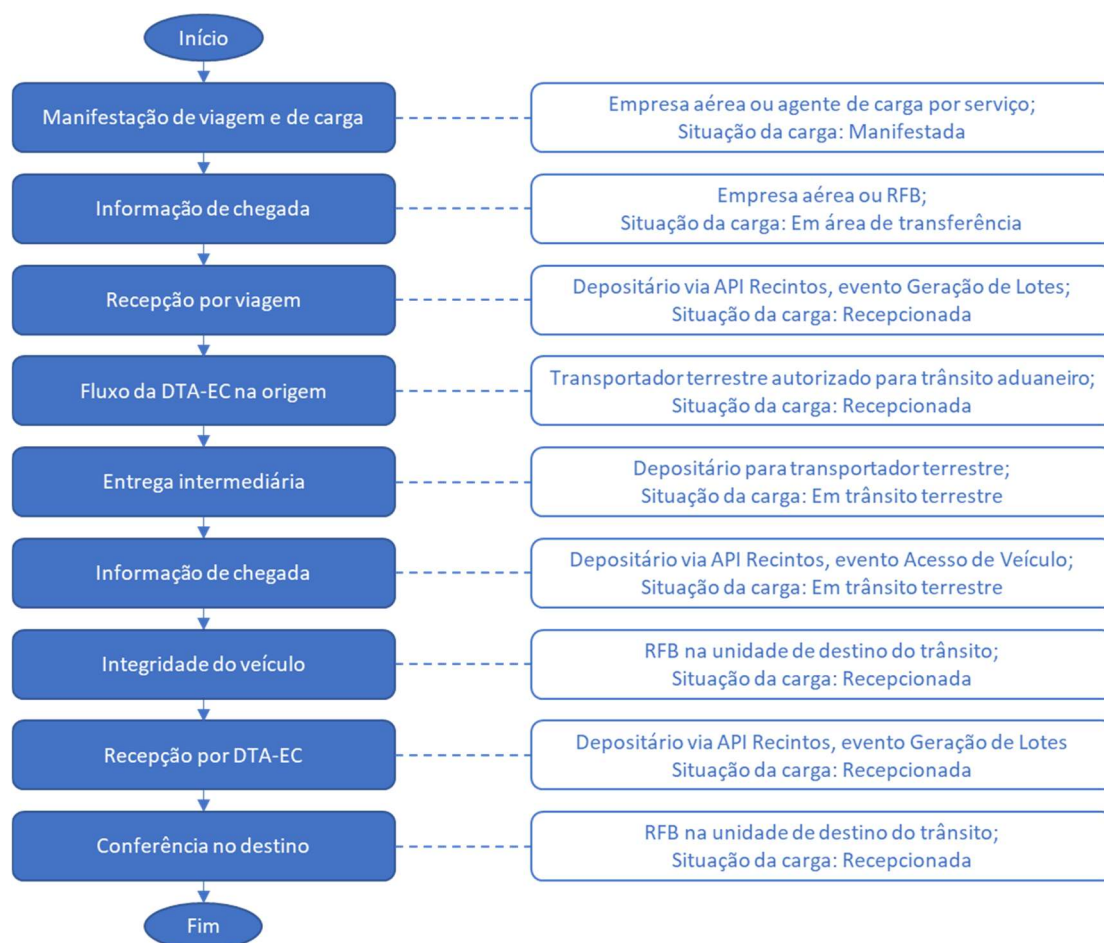 Início
Manifestação de viagem e de carga
Empresa aérea ou agente de carga por serviço;
Situação da carga: Manifestada
Informação de chegada
Empresa aérea ou RFB;
Situação da carga: Em área de transferência
Recepção por viagem
Depositário via API Recintos, evento Geração de Lotes;
Situação da carga: Recepcionada
Fluxo da DTA-EC na origem
Transportador terrestre autorizado para trânsito aduaneiro;
Situação da carga: Recepcionada
Entrega intermediária
Depositário para transportador terrestre;
Situação da carga: Em trânsito terrestre
Informação de chegada
Depositário via API Recintos, evento Acesso de Veículo;
Situação da carga: Em trânsito terrestre
Integridade do veículo
RFB na unidade de destino do trânsito;
Situação da carga: Recepcionada
Recepção por DTA-EC
Depositário via API Recintos, evento Geração de Lotes
Situação da carga: Recepcionada
Conferência no destino
RFB na unidade de destino do trânsito;
Situação da carga: Recepcionada
Fim